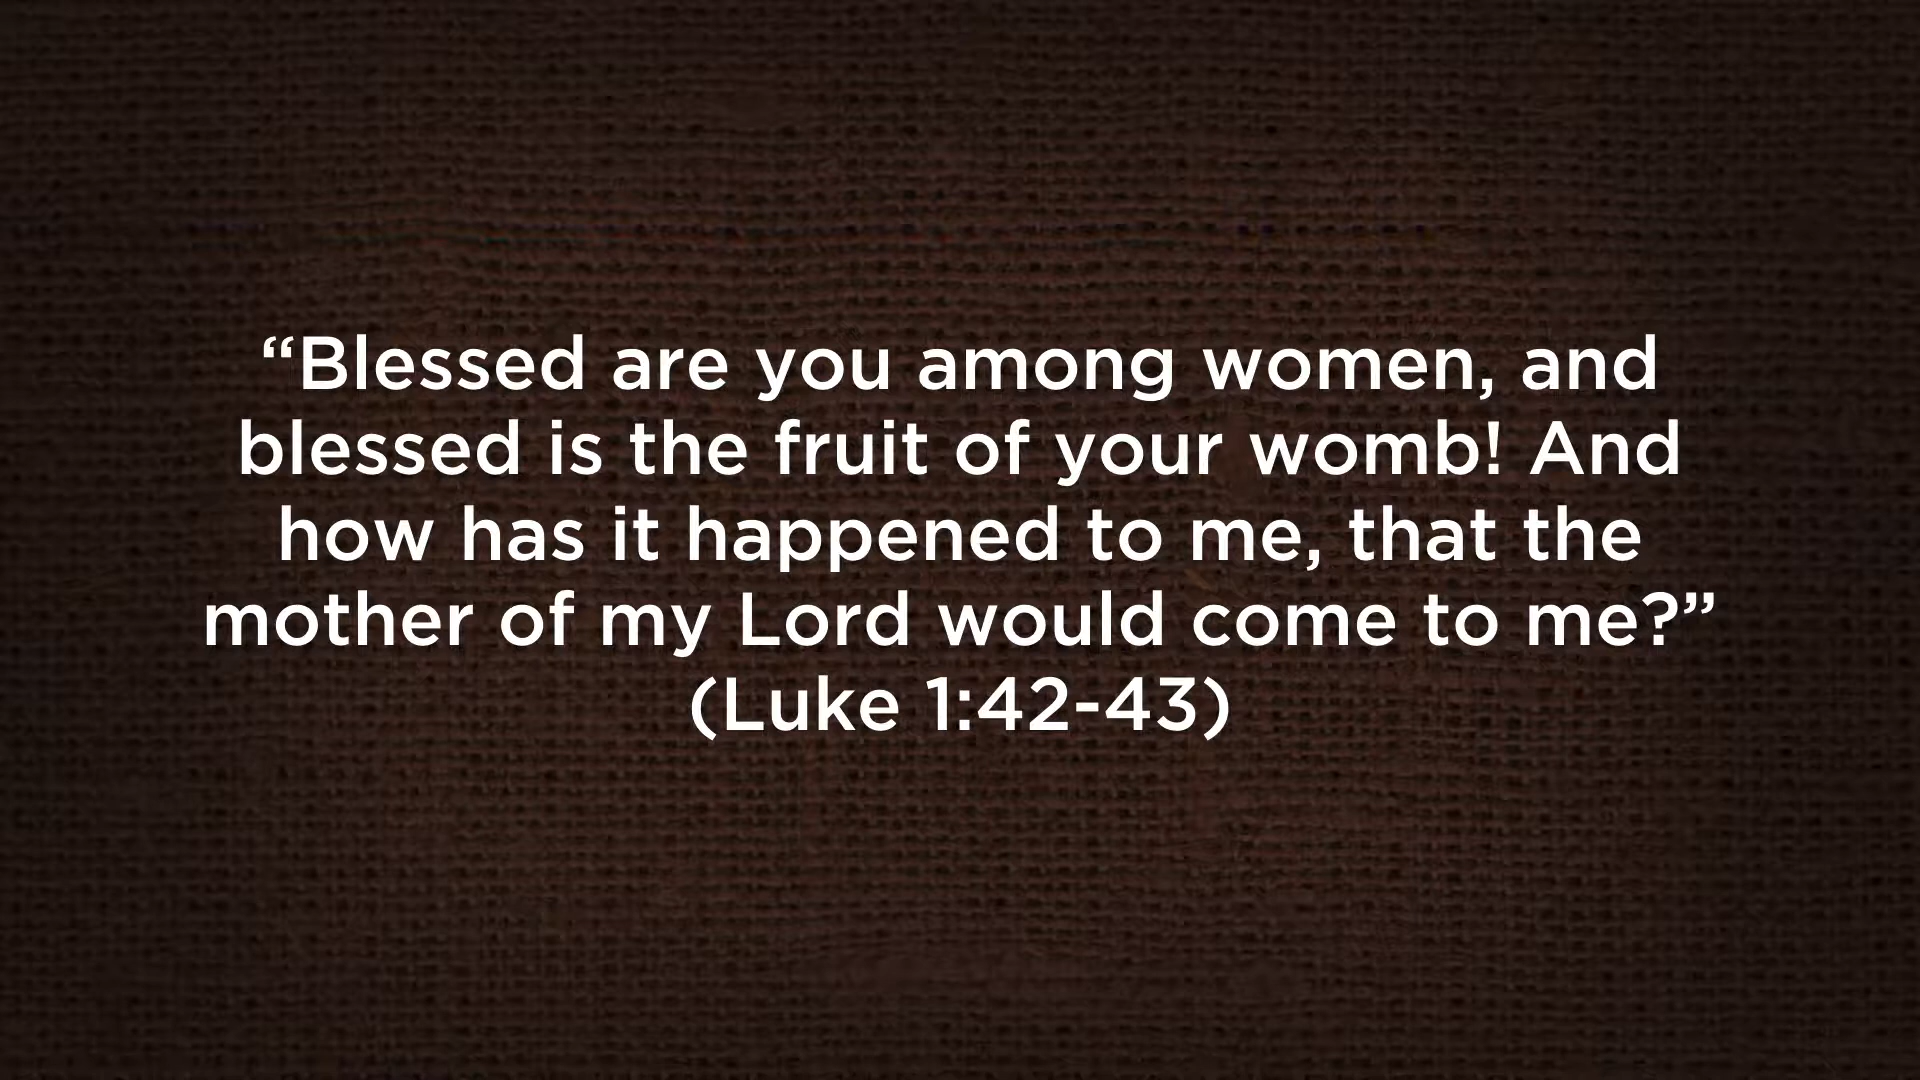 “Blessed are you among women, and
blessed is the fruit of your womb! And
how has it happened to me, that the
mother of my Lord would come to me?”
(Luke 1:42-43)